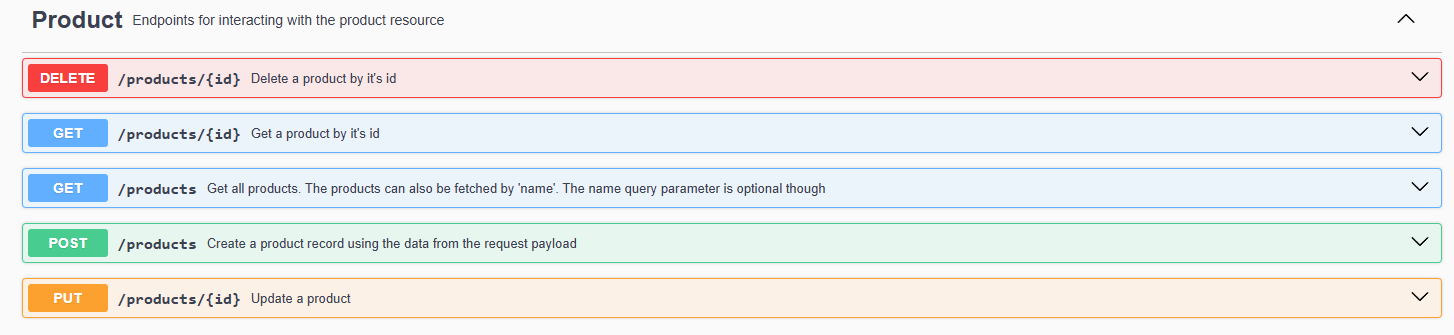 Product Endpoints for interacting with the product resource
DELETE /products/{id} Delete a product by it's id
GET /products/{id} Get a product by it's id
GET /products Get all products. The products can also be fetched by 'name'. The name query parameter is optional though
POST /products Create a product record using the data from the request payload
PUT /products/{id} Update a product